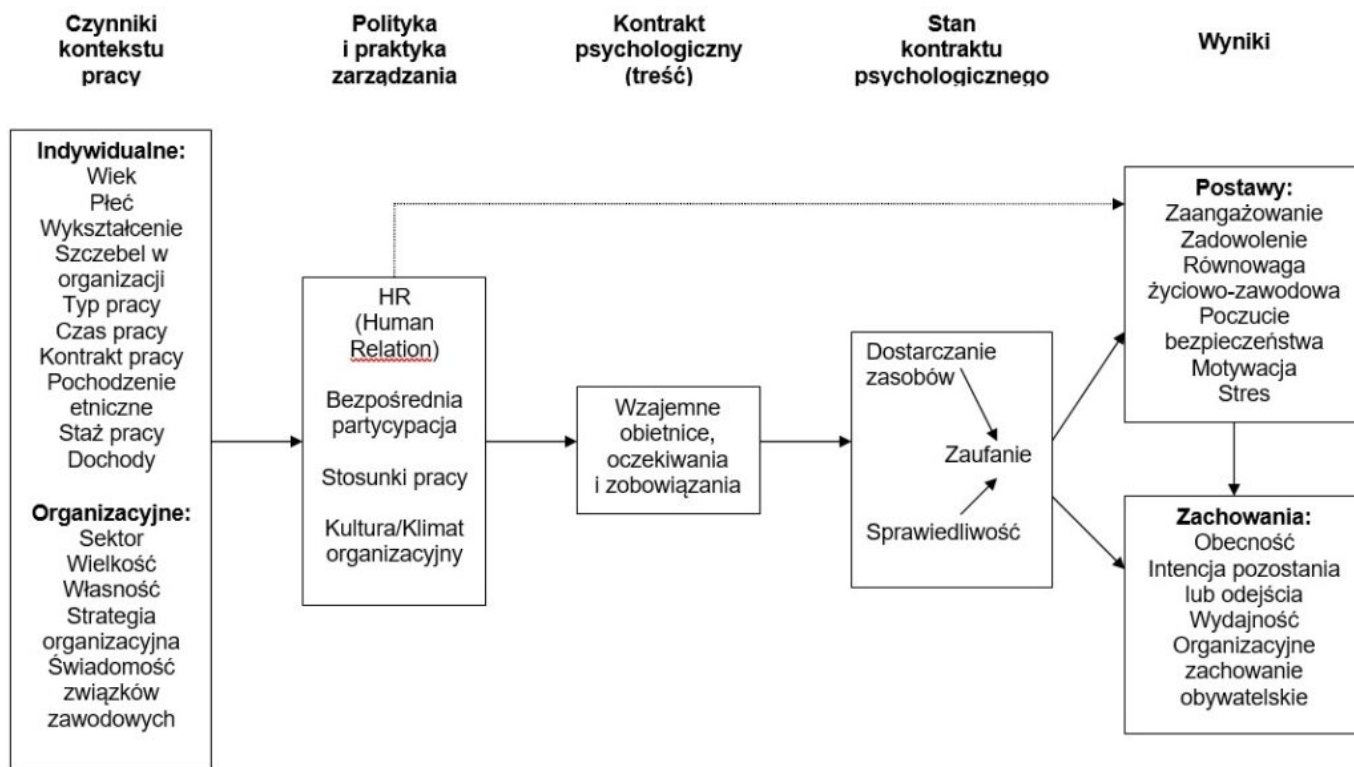 Czynniki
kontekstu
pracy
Polityka
i praktyka
zarządzania
Kontrakt
psychologiczny
(treść)
Stan
kontraktu
psychologicznego
Wyniki
Indywidualne:
Wiek
Płeć
Wykształcenie
Szczebel w
organizacji
Typ pracy
Czas pracy
Kontrakt pracy
Pochodzenie
etniczne
Staż pracy
Dochody
Organizacyjne:
Sektor
Wielkość
Własność
Strategia
organizacyjna
Świadomość
związków
zawodowych
HR
(Human
Relation)
Bezpośrednia
partycypacja
Stosunki pracy
Kultura/Klimat
organizacyjny
Wzajemne
obietnice,
oczekiwania
i zobowiązania
Dostarczanie
zasobów
Zaufanie
Sprawiedliwość
Postawy:
Zaangażowanie
Zadowolenie
Równowaga
życiowo-zawodowa
Poczucie
bezpieczeństwa
Motywacja
Stres
Zachowania:
Obecność
Intencja pozostania
lub odejścia
Wydajność
Organizacyjne
zachowanie
obywatelskie